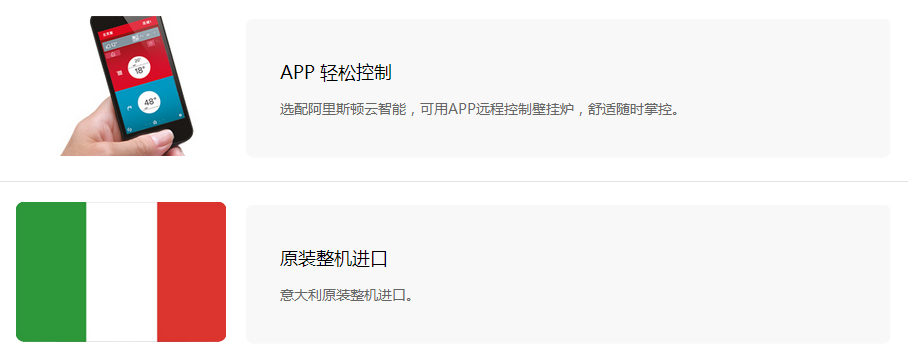 18°
48°
APP 轻松控制
选配阿里斯顿云智能，可用APP远程控制壁挂炉，舒适随时掌控。
原装整机进口
意大利原装整机进口。